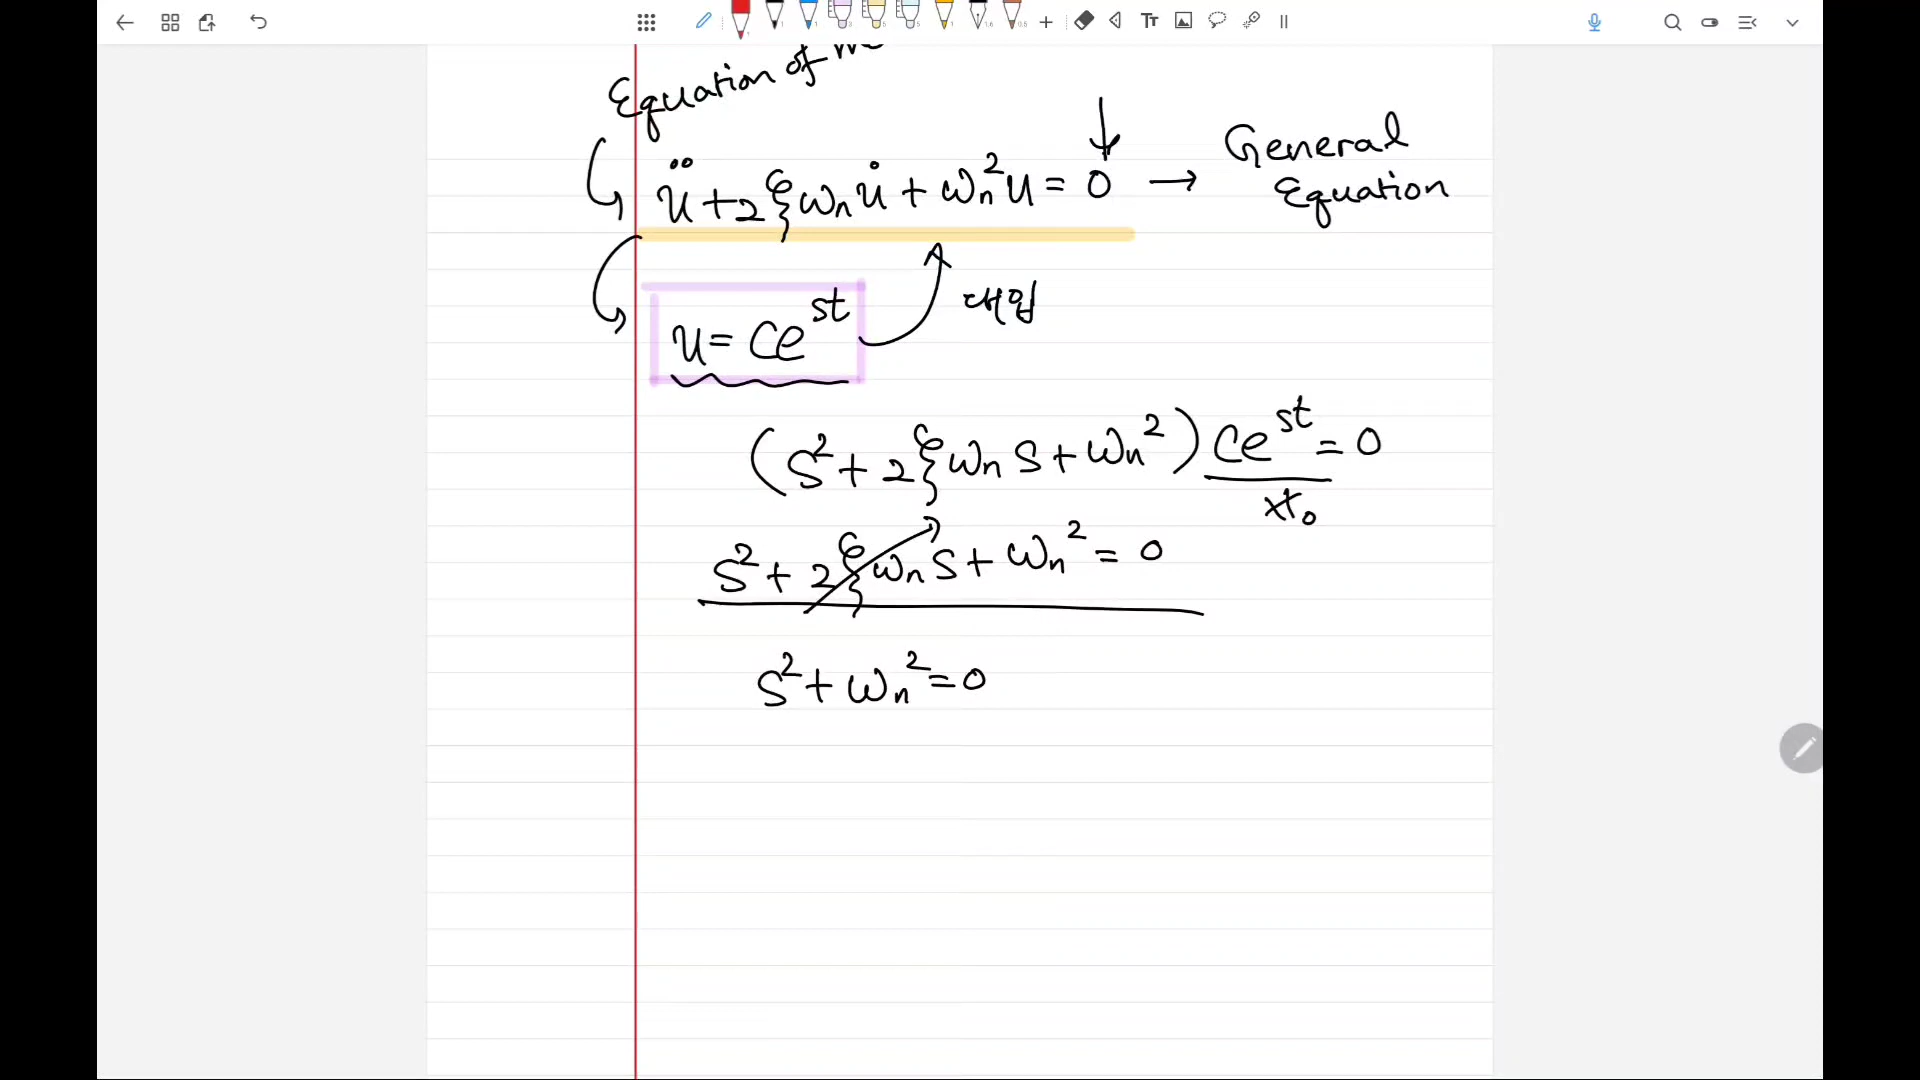 Equation of
ü + 2ξωₙu̇ + ωₙ²u = 0 → General Equation
u = Ce^st 대입
(s² + 2ξωₙs + ωₙ²) Ce^st = 0
≠0
s² + 2ξωₙs + ωₙ² = 0
s² + ωₙ² = 0